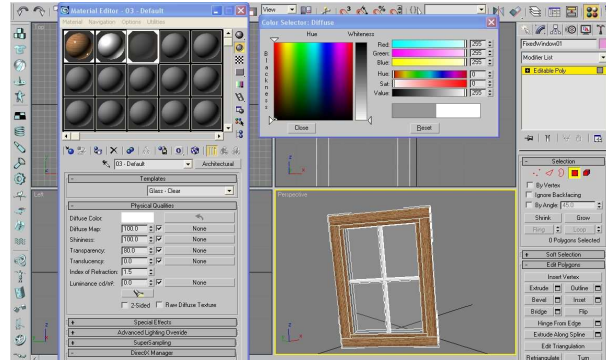 Material Editor - 03 - Default
Material Navigation Options Utilities
03 - Default
Architectural
Templates
Glass - Clear
Physical Qualities
Diffuse Color:
Diffuse Map: 100.0 None
Shininess: 100.0 None
Transparency: 80.0 None
Translucency: 0.0 None
Index of Refraction: 1.5
Luminance cd/m²: 0.0 None
2-Sided Raw Diffuse Texture
Special Effects
Advanced Lighting Override
SuperSampling
DirectX Manager
View
Color Selector: Diffuse
Hue Whiteness
Blackness
Red: 255
Green: 255
Blue: 255
Hue: 0
Sat: 0
Value: 255
Close
Reset
Top
Left
Perspective
FixedWindow01
Modifier List
Editable Poly
Selection
By Vertex
Ignore Backfacing
By Angle: 45.0
Shrink Grow
Ring Loop
0 Polygons Selected
Soft Selection
Edit Polygons
Insert Vertex
Extrude Outline
Bevel Inset
Bridge Flip
Hinge From Edge
Extrude Along Spline
Edit Triangulation
Retriangulate Turn